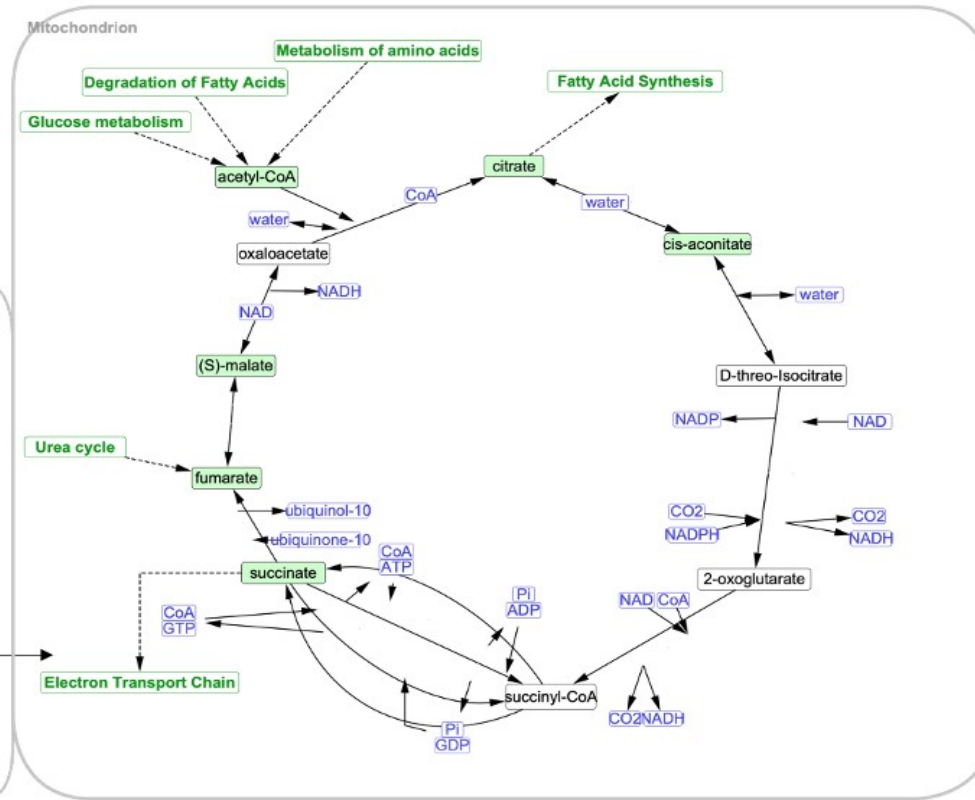 Mitochondrion
Metabolism of amino acids
Degradation of Fatty Acids
Fatty Acid Synthesis
Glucose metabolism
citrate
acetyl-CoA
CoA
water
water
cis-aconitate
oxaloacetate
NADH
water
NAD
(S)-malate
D-threo-Isocitrate
NADP
NAD
Urea cycle
fumarate
ubiquinol-10
CO2
CO2
NADPH
NADH
ubiquinone-10
CoA
ATP
succinate
2-oxoglutarate
NAD CoA
Pi
ADP
CoA
GTP
Electron Transport Chain
succinyl-CoA
CO2NADH
Pi
GDP